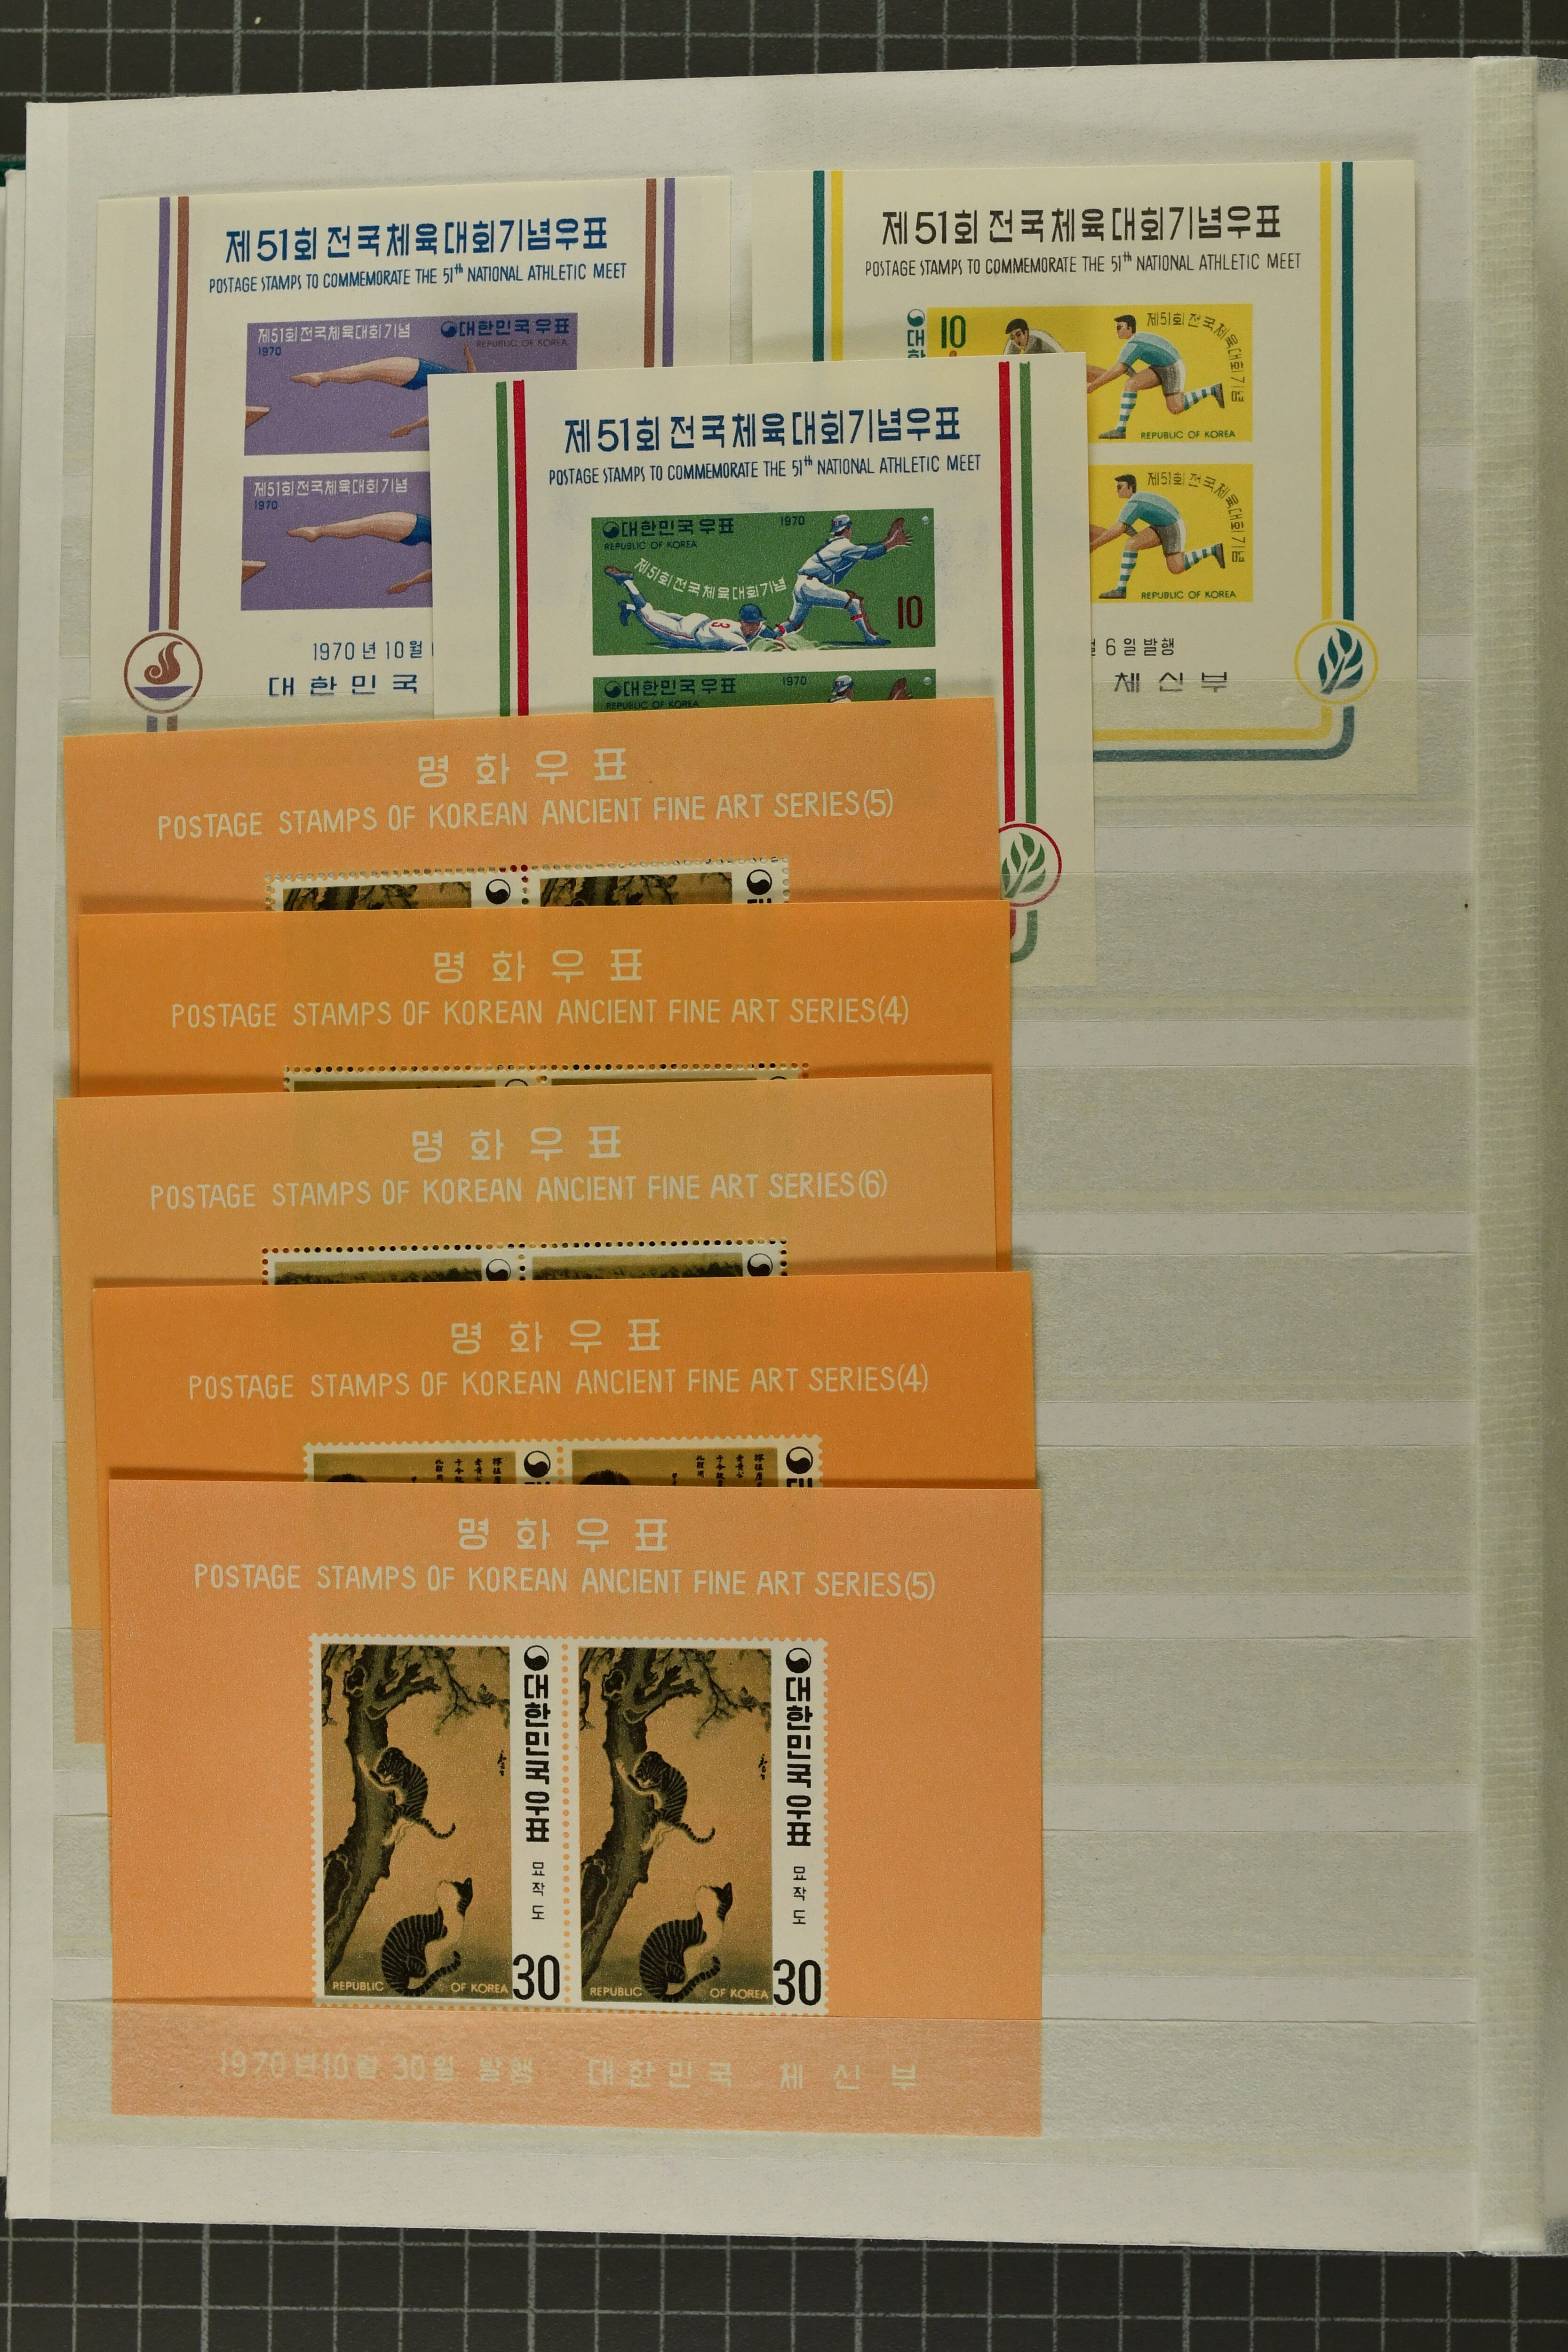 제51회 전국체육대회기념우표
POSTAGE STAMPS TO COMMEMORATE THE 51th NATIONAL ATHLETIC MEET
제51회전국체육대회기념
1970
대한민국우표
REPUBLIC OF KOREA
제51회전국체육대회기념
1970
1970년 10월
대한민국
제51회 전국체육대회기념우표
POSTAGE STAMPS TO COMMEMORATE THE 51th NATIONAL ATHLETIC MEET
대한
10
제51회 전국체육대회기념
REPUBLIC OF KOREA
제51회 전국체육대회기념
REPUBLIC OF KOREA
6일 발행
체신부
제51회 전국체육대회기념우표
POSTAGE STAMPS TO COMMEMORATE THE 51th NATIONAL ATHLETIC MEET
대한민국우표
1970
REPUBLIC OF KOREA
제51회전국체육대회기념
10
대한민국우표
1970
REPUBLIC OF KOREA
명화우표
POSTAGE STAMPS OF KOREAN ANCIENT FINE ART SERIES(5)
명화우표
POSTAGE STAMPS OF KOREAN ANCIENT FINE ART SERIES(4)
명화우표
POSTAGE STAMPS OF KOREAN ANCIENT FINE ART SERIES(6)
명화우표
POSTAGE STAMPS OF KOREAN ANCIENT FINE ART SERIES(4)
명화우표
POSTAGE STAMPS OF KOREAN ANCIENT FINE ART SERIES(5)
대한민국 우표
묘작도
REPUBLIC OF KOREA
30
대한민국 우표
묘작도
REPUBLIC OF KOREA
30
1970년10월 30일 발행 대한민국 체신부